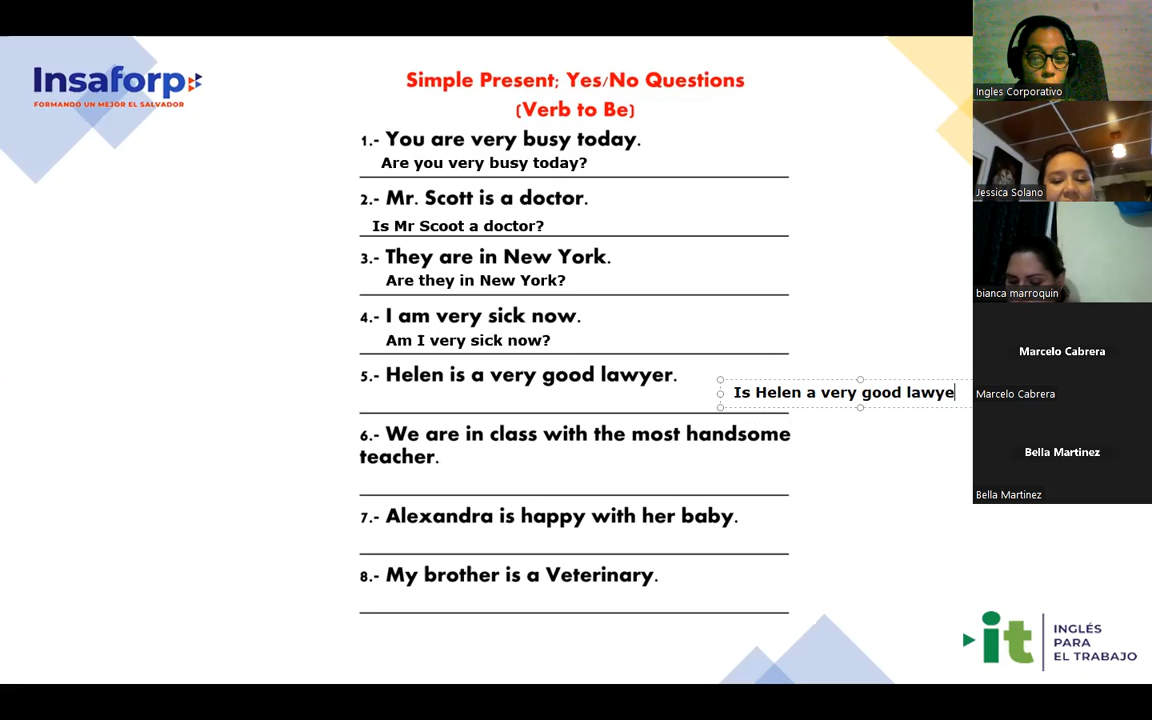 Insaforp
FORMANDO UN MEJOR EL SALVADOR
Simple Present; Yes/No Questions
(Verb to Be)
1.- You are very busy today.
Are you very busy today?
2.- Mr. Scott is a doctor.
Is Mr Scoot a doctor?
3.- They are in New York.
Are they in New York?
4.- I am very sick now.
Am I very sick now?
5.- Helen is a very good lawyer.
Is Helen a very good lawye
6.- We are in class with the most handsome
teacher.
7.- Alexandra is happy with her baby.
8.- My brother is a Veterinary.
Ingles Corporativo
Jessica Solano
bianca marroquin
Marcelo Cabrera
Marcelo Cabrera
Bella Martinez
Bella Martinez
it
INGLÉS
PARA
EL TRABAJO